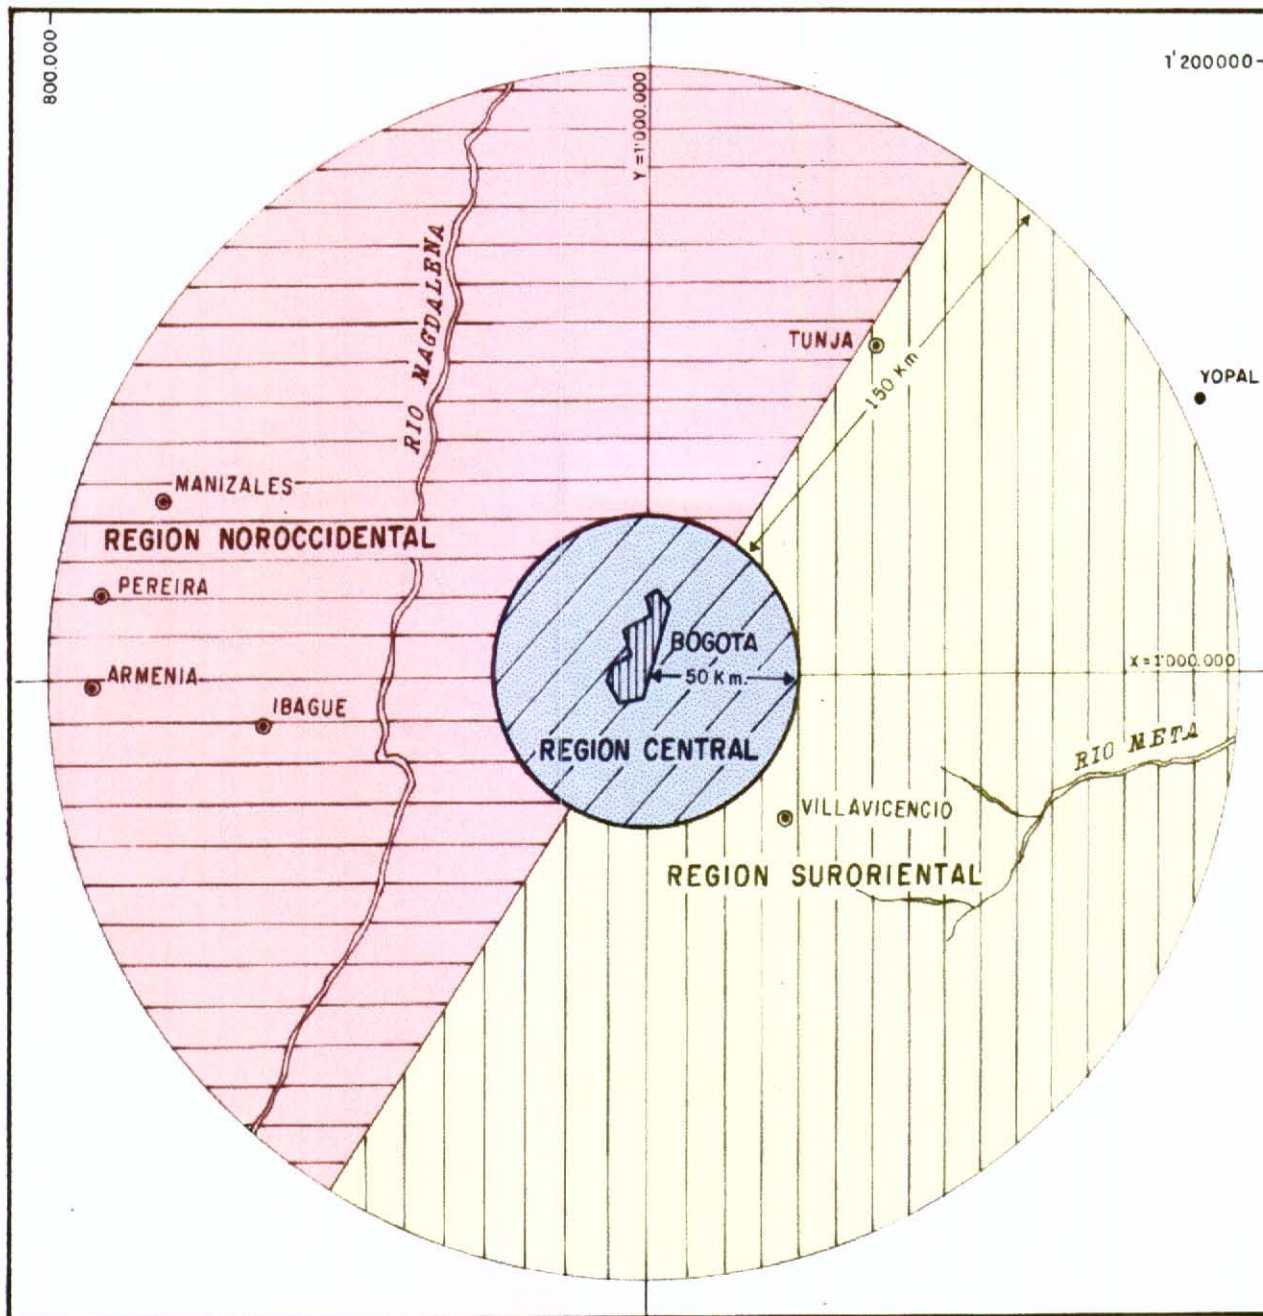 800.000
1'200000
Y = 1'000.000
RIO MAGDALENA
TUNJA
150 Km
YOPAL
MANIZALES
REGION NOROCCIDENTAL
PEREIRA
BOGOTA
X = 1'000.000
ARMENIA
50 Km.
IBAGUE
RIO META
REGION CENTRAL
VILLAVICENCIO
REGION SURORIENTAL